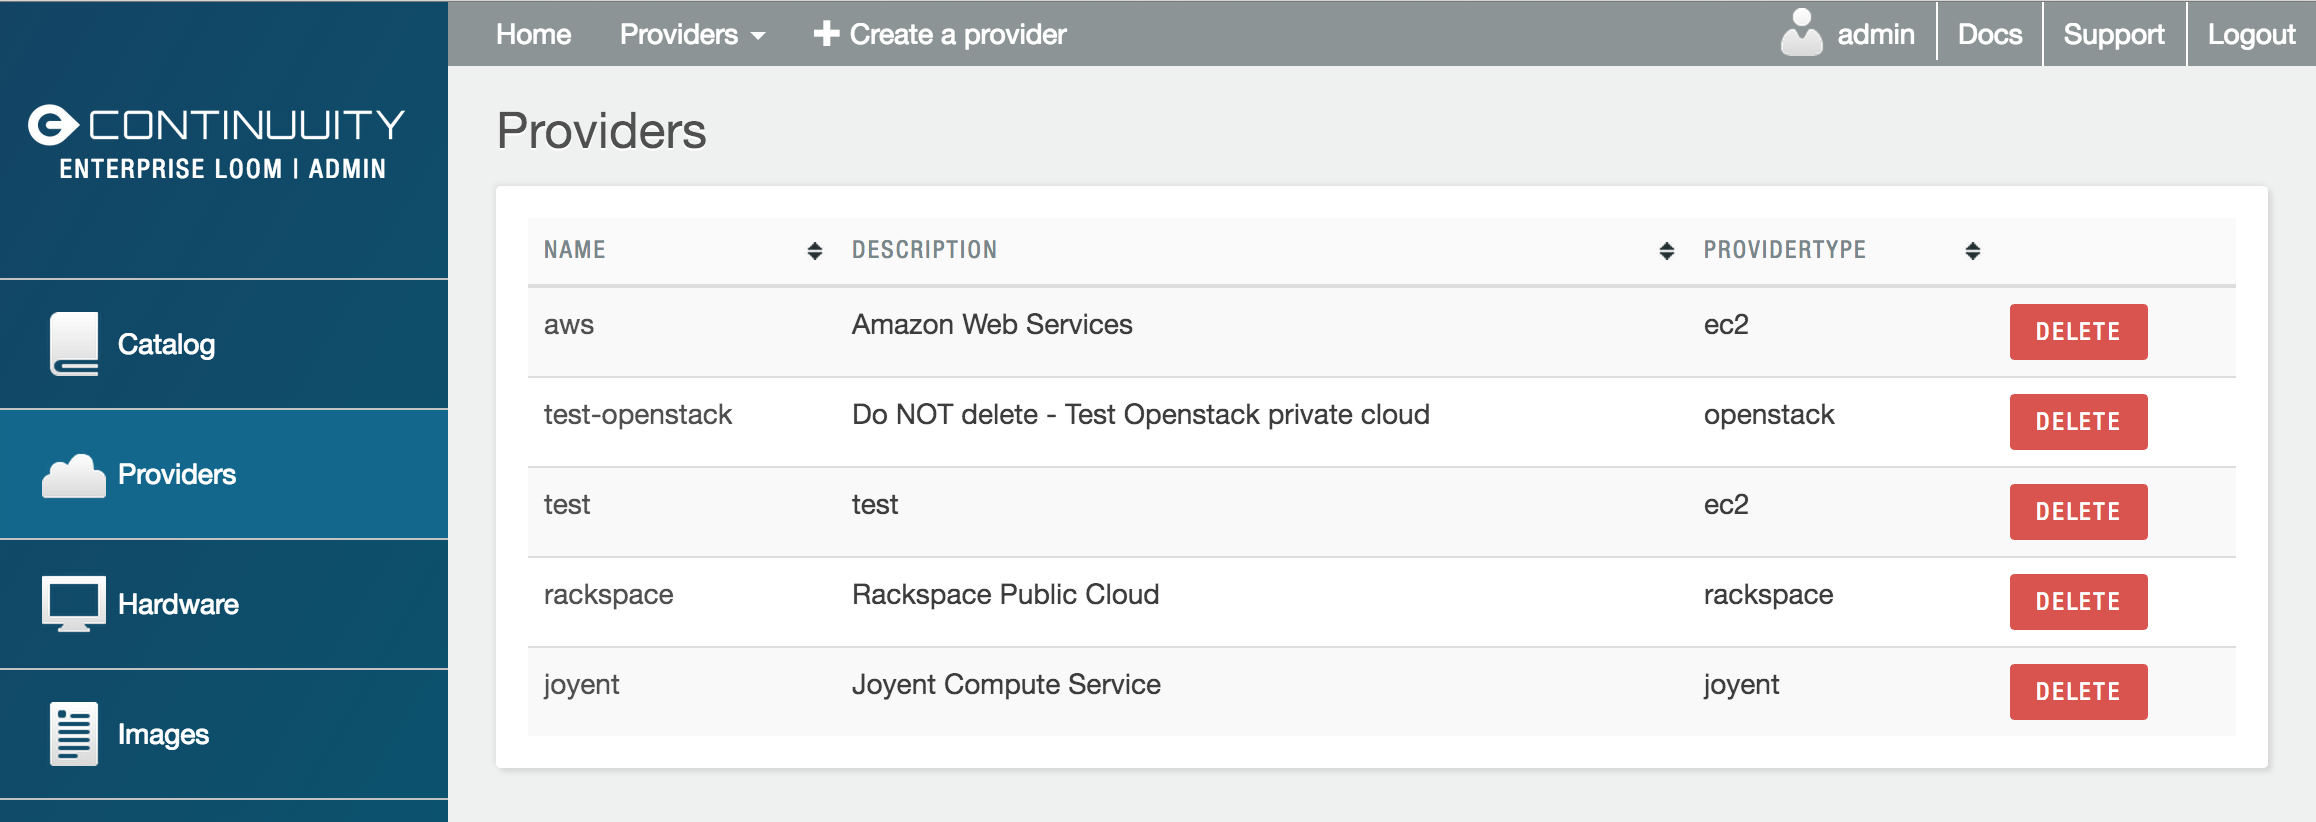 Home Providers Create a provider admin Docs Support Logout
CONTINUUITY
ENTERPRISE LOOM | ADMIN
Catalog
Providers
Hardware
Images
Providers
NAME DESCRIPTION PROVIDERTYPE
aws Amazon Web Services ec2 DELETE
test-openstack Do NOT delete - Test Openstack private cloud openstack DELETE
test test ec2 DELETE
rackspace Rackspace Public Cloud rackspace DELETE
joyent Joyent Compute Service joyent DELETE